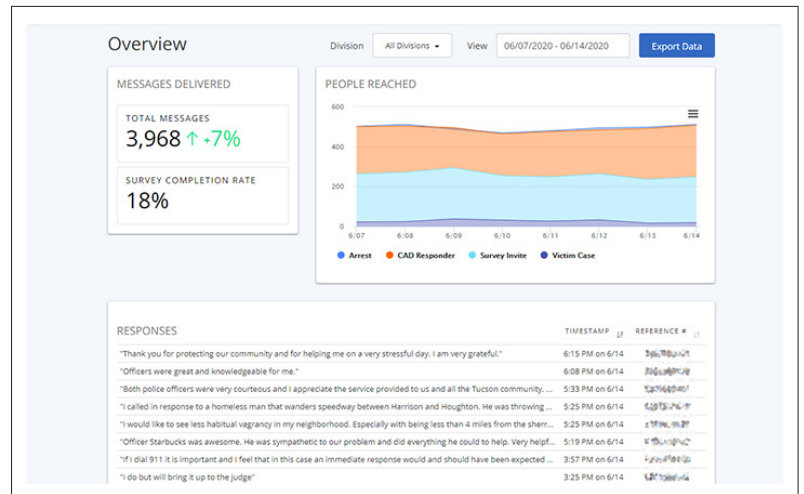 Overview
Division
All Divisions
View
06/07/2020 - 06/14/2020
Export Data
MESSAGES DELIVERED
TOTAL MESSAGES
3,968 ↑ +7%
SURVEY COMPLETION RATE
18%
PEOPLE REACHED
600
400
200
0
6/07 6/08 6/09 6/10 6/11 6/12 6/13 6/14
Arrest CAD Responder Survey Invite Victim Case
RESPONSES TIMESTAMP REFERENCE #
"Thank you for protecting our community and for helping me on a very stressful day. I am very grateful." 6:15 PM on 6/14
"Officers were great and knowledgeable for me." 6:08 PM on 6/14
"Both police officers were very courteous and I appreciate the service provided to us and all the Tucson community. ... 5:33 PM on 6/14
"I called in response to a homeless man that wanders speedway between Harrison and Houghton. He was throwing ... 5:25 PM on 6/14
"I would like to see less habitual vagrancy in my neighborhood. Especially with being less than 4 miles from the sherr... 5:25 PM on 6/14
"Officer Starbucks was awesome. He was sympathetic to our problem and did everything he could to help. Very helpf... 5:19 PM on 6/14
"If I dial 911 it is important and I feel that in this case an immediate response would and should have been expected ... 3:57 PM on 6/14
"I do but will bring it up to the judge" 3:25 PM on 6/14